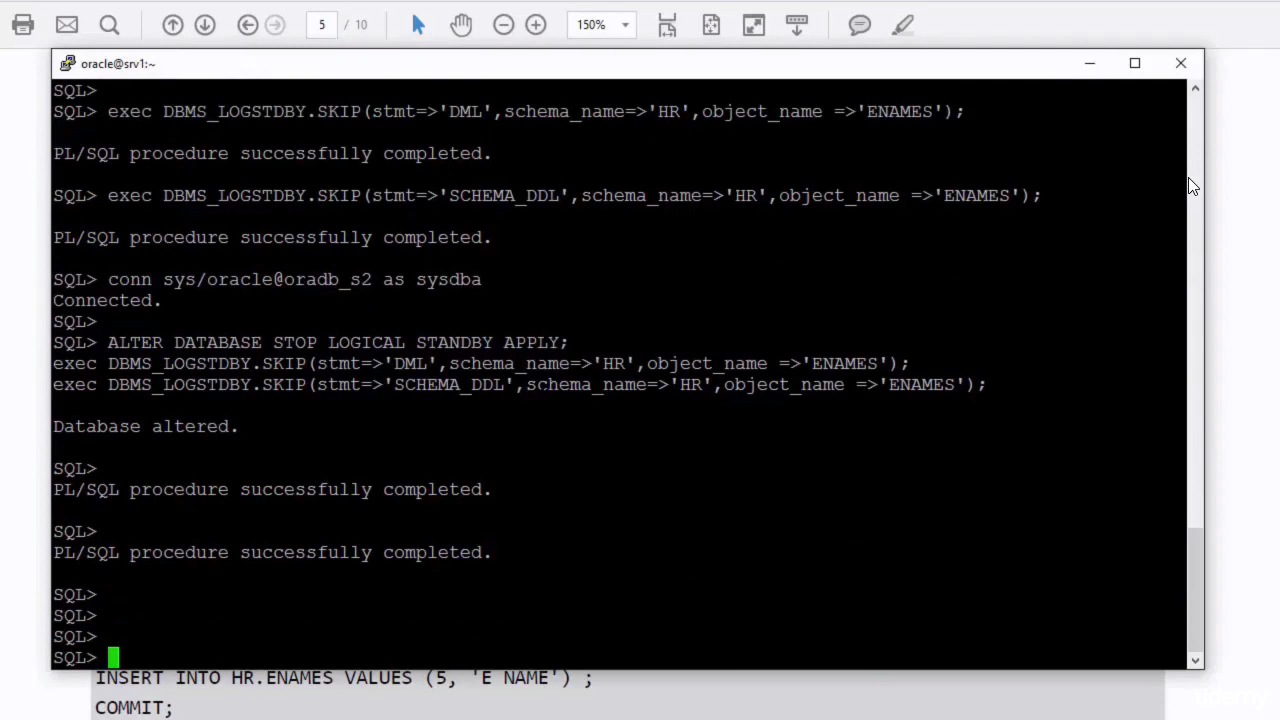 5 / 10
150%
oracle@srv1:~
SQL>
SQL> exec DBMS_LOGSTDBY.SKIP(stmt=>'DML',schema_name=>'HR',object_name =>'ENAMES');
PL/SQL procedure successfully completed.
SQL> exec DBMS_LOGSTDBY.SKIP(stmt=>'SCHEMA_DDL',schema_name=>'HR',object_name =>'ENAMES');
PL/SQL procedure successfully completed.
SQL> conn sys/oracle@oradb_s2 as sysdba
Connected.
SQL>
SQL> ALTER DATABASE STOP LOGICAL STANDBY APPLY;
exec DBMS_LOGSTDBY.SKIP(stmt=>'DML',schema_name=>'HR',object_name =>'ENAMES');
exec DBMS_LOGSTDBY.SKIP(stmt=>'SCHEMA_DDL',schema_name=>'HR',object_name =>'ENAMES');
Database altered.
SQL>
PL/SQL procedure successfully completed.
SQL>
PL/SQL procedure successfully completed.
SQL>
SQL>
SQL>
SQL>
INSERT INTO HR.ENAMES VALUES (5, 'E NAME') ;
COMMIT;
udemy